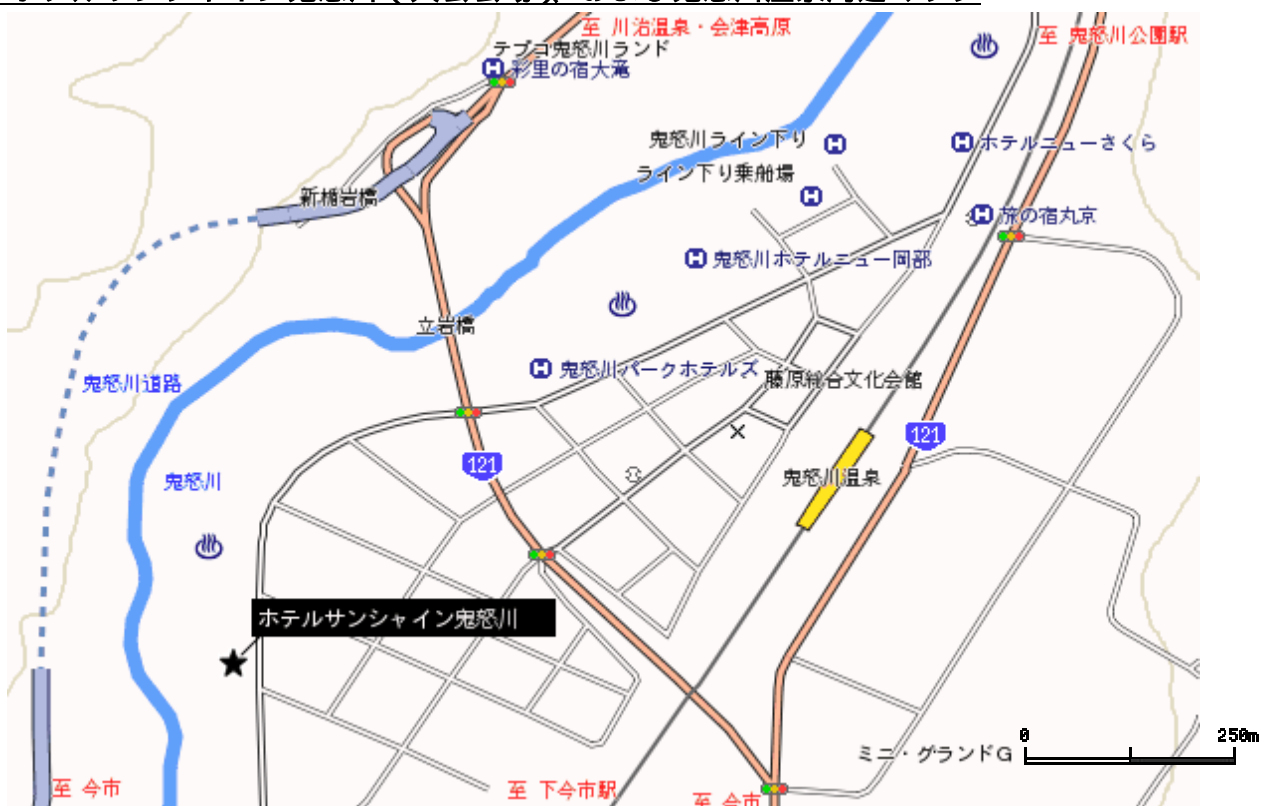 至 川治温泉・会津高原
テプコ鬼怒川ランド
彩里の宿大滝
至 鬼怒川公園駅
鬼怒川ライン下り
ホテルニューさくら
ライン下り乗船場
新楯岩橋
旅の宿丸京
鬼怒川ホテルニュー岡部
立岩橋
鬼怒川パークホテルズ
藤原総合文化会館
鬼怒川道路
121
121
鬼怒川温泉
鬼怒川
ホテルサンシャイン鬼怒川
0 250m
ミニ・グランドG
至 今市
至 下今市駅
至 今市